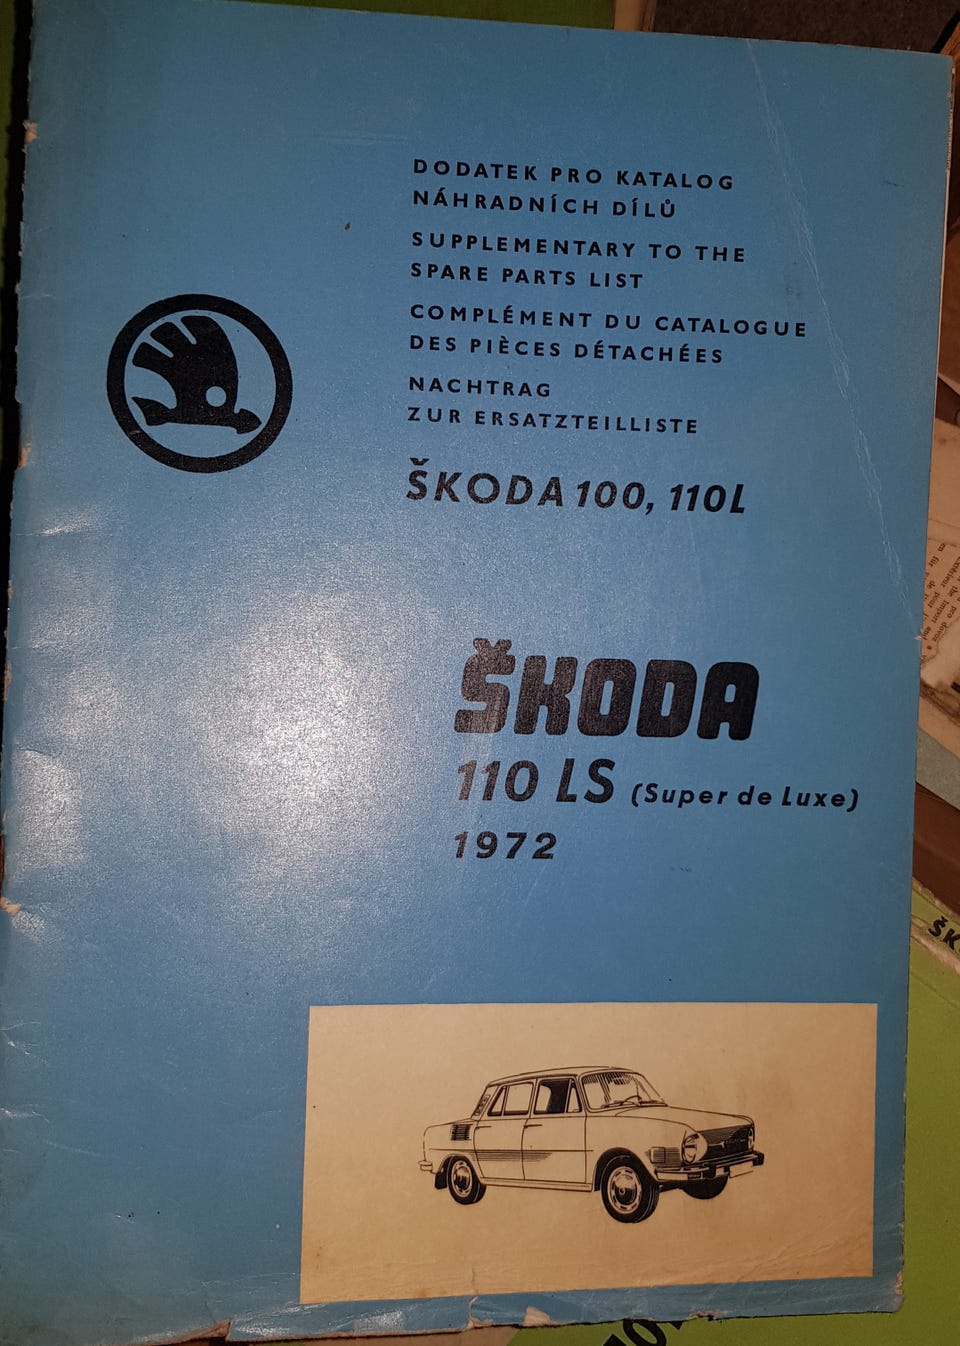 DODATEK PRO KATALOG
NÁHRADNÍCH DÍLŮ
SUPPLEMENTARY TO THE
SPARE PARTS LIST
COMPLÉMENT DU CATALOGUE
DES PIÈCES DÉTACHÉES
NACHTRAG
ZUR ERSATZTEILLISTE
ŠKODA 100, 110L
ŠKODA
110 LS (Super de Luxe)
1972